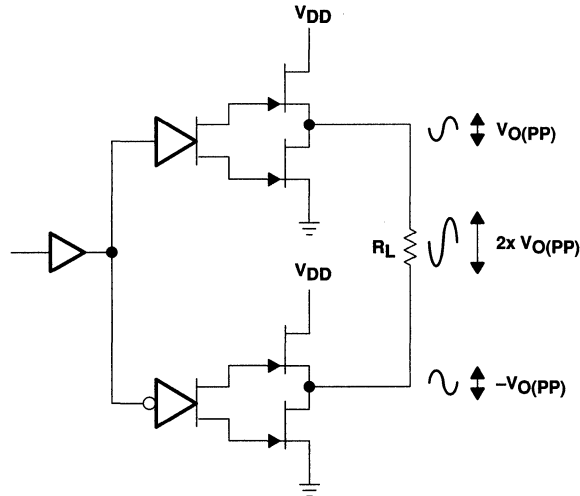 VDD
VO(PP)
RL
2x VO(PP)
VDD
–VO(PP)